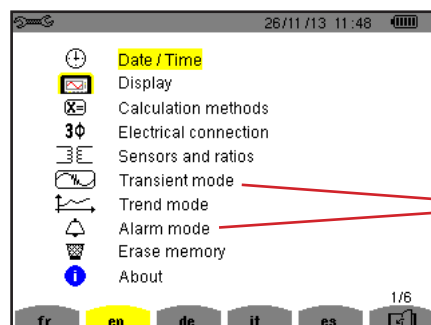 26/11/13 11:48
Date / Time
Display
Calculation methods
3Φ Electrical connection
Sensors and ratios
Transient mode
Trend mode
Alarm mode
Erase memory
i About
1/6
fr en de it es